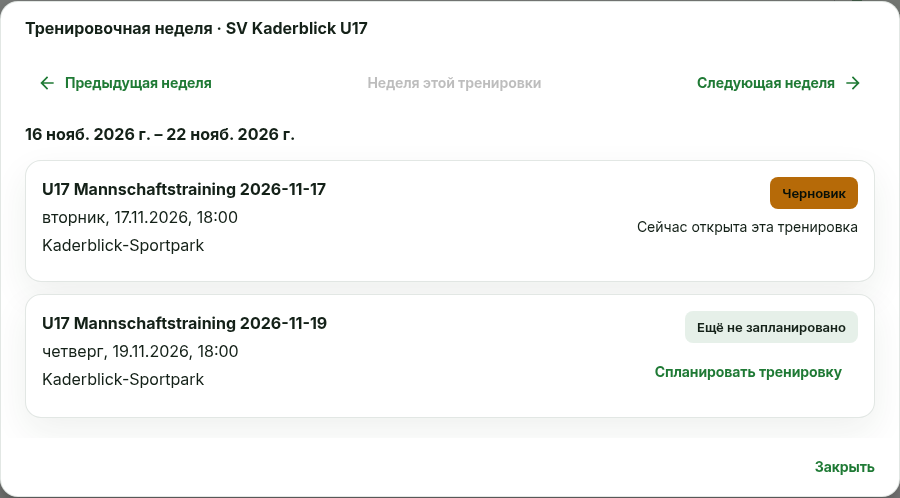 Тренировочная неделя · SV Kaderblick U17
Предыдущая неделя
Неделя этой тренировки
Следующая неделя
16 нояб. 2026 г. – 22 нояб. 2026 г.
U17 Mannschaftstraining 2026-11-17
Черновик
вторник, 17.11.2026, 18:00
Сейчас открыта эта тренировка
Kaderblick-Sportpark
U17 Mannschaftstraining 2026-11-19
Ещё не запланировано
четверг, 19.11.2026, 18:00
Спланировать тренировку
Kaderblick-Sportpark
Закрыть